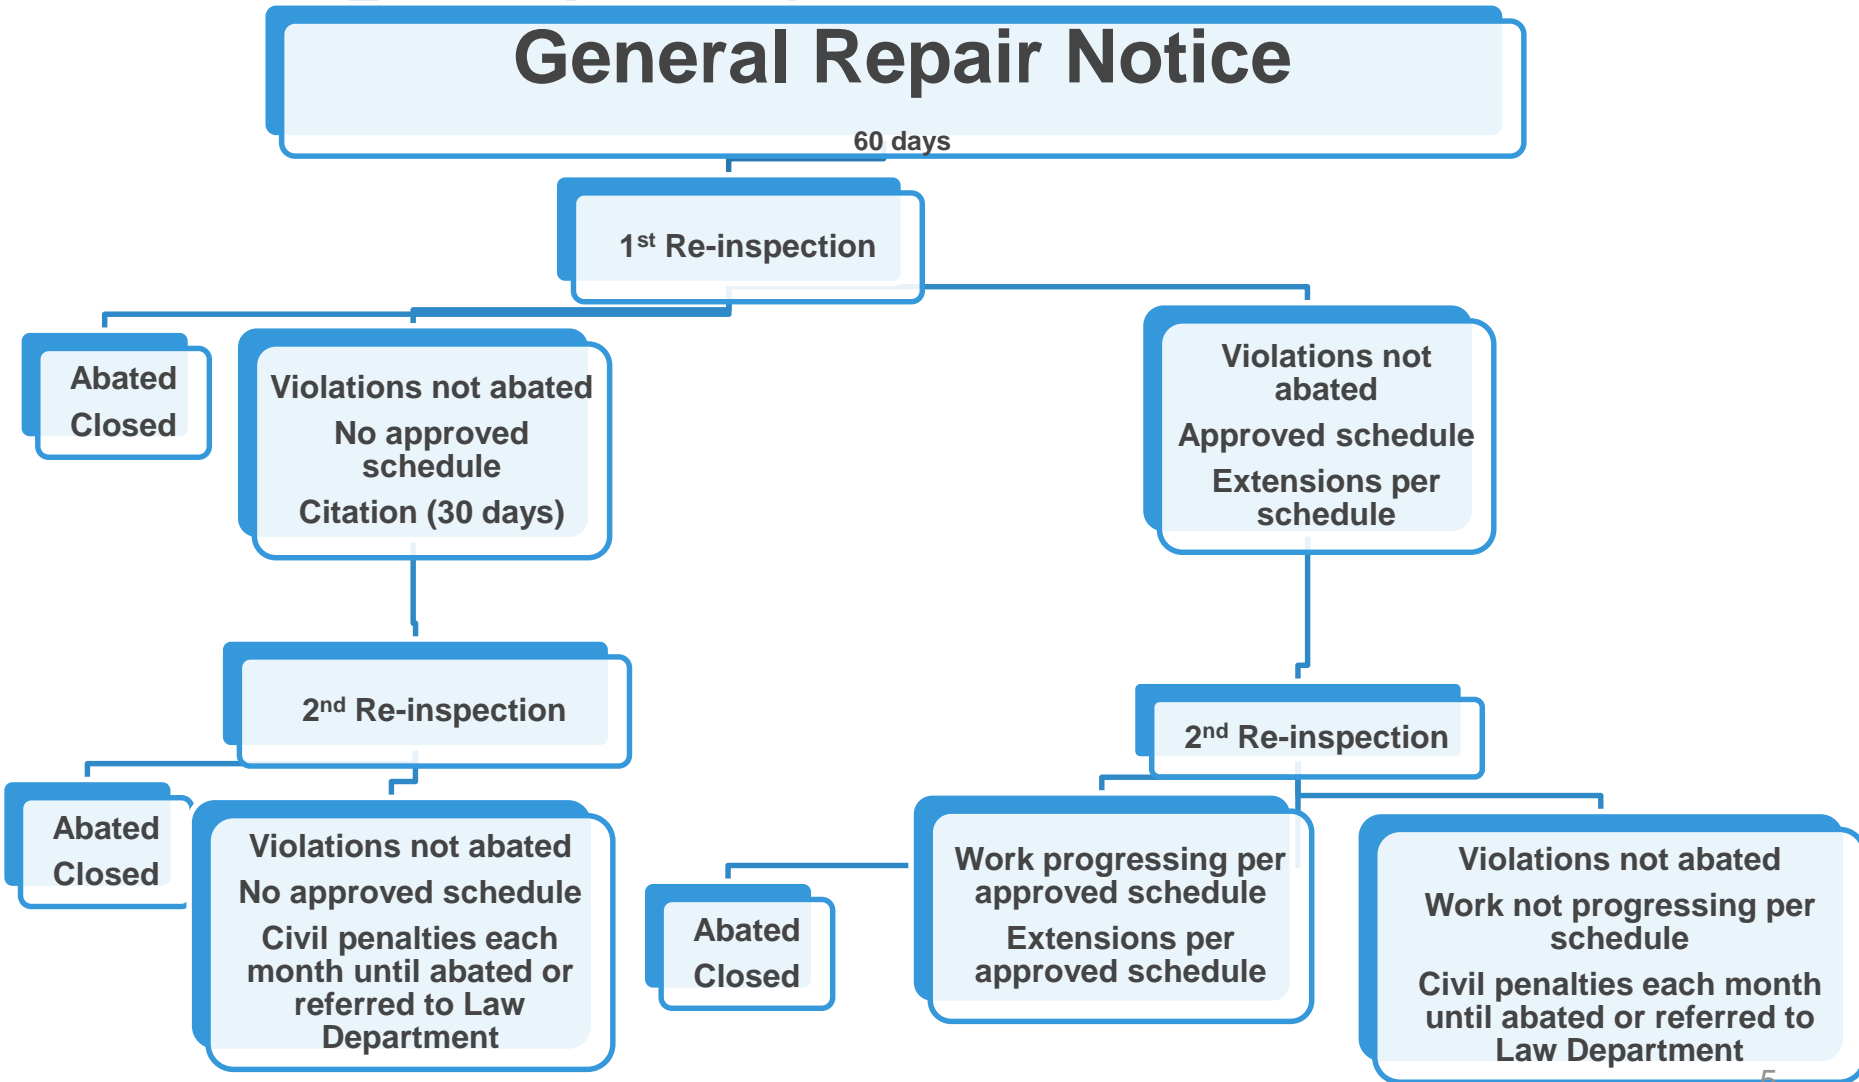 General Repair Notice
60 days
1st Re-inspection
Abated
Closed
Violations not abated
No approved
schedule
Citation (30 days)
Violations not
abated
Approved schedule
Extensions per
schedule
2nd Re-inspection
2nd Re-inspection
Abated
Closed
Violations not abated
No approved schedule
Civil penalties each
month until abated or
referred to Law
Department
Abated
Closed
Work progressing per
approved schedule
Extensions per
approved schedule
Violations not abated
Work not progressing per
schedule
Civil penalties each month
until abated or referred to
Law Department
5